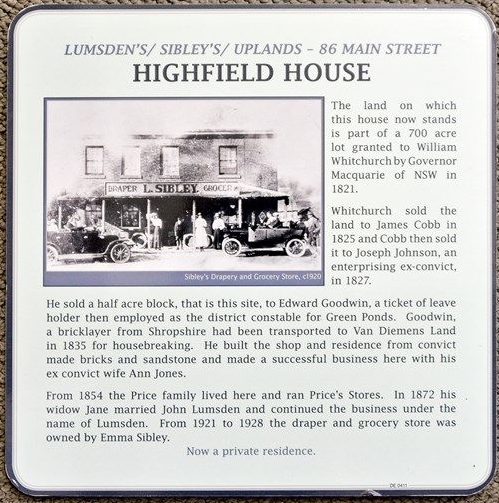 LUMSDEN'S/ SIBLEY'S/ UPLANDS – 86 MAIN STREET
HIGHFIELD HOUSE
DRAPER L. SIBLEY. GROCER
Sibley's Drapery and Grocery Store, c1920
The land on which
this house now stands
is part of a 700 acre
lot granted to William
Whitchurch by Governor
Macquarie of NSW in
1821.
Whitchurch sold the
land to James Cobb in
1825 and Cobb then sold
it to Joseph Johnson, an
enterprising ex-convict,
in 1827.
He sold a half acre block, that is this site, to Edward Goodwin, a ticket of leave
holder then employed as the district constable for Green Ponds. Goodwin,
a bricklayer from Shropshire had been transported to Van Diemens Land
in 1835 for housebreaking. He built the shop and residence from convict
made bricks and sandstone and made a successful business here with his
ex convict wife Ann Jones.
From 1854 the Price family lived here and ran Price's Stores. In 1872 his
widow Jane married John Lumsden and continued the business under the
name of Lumsden. From 1921 to 1928 the draper and grocery store was
owned by Emma Sibley.
Now a private residence.
DE 0411